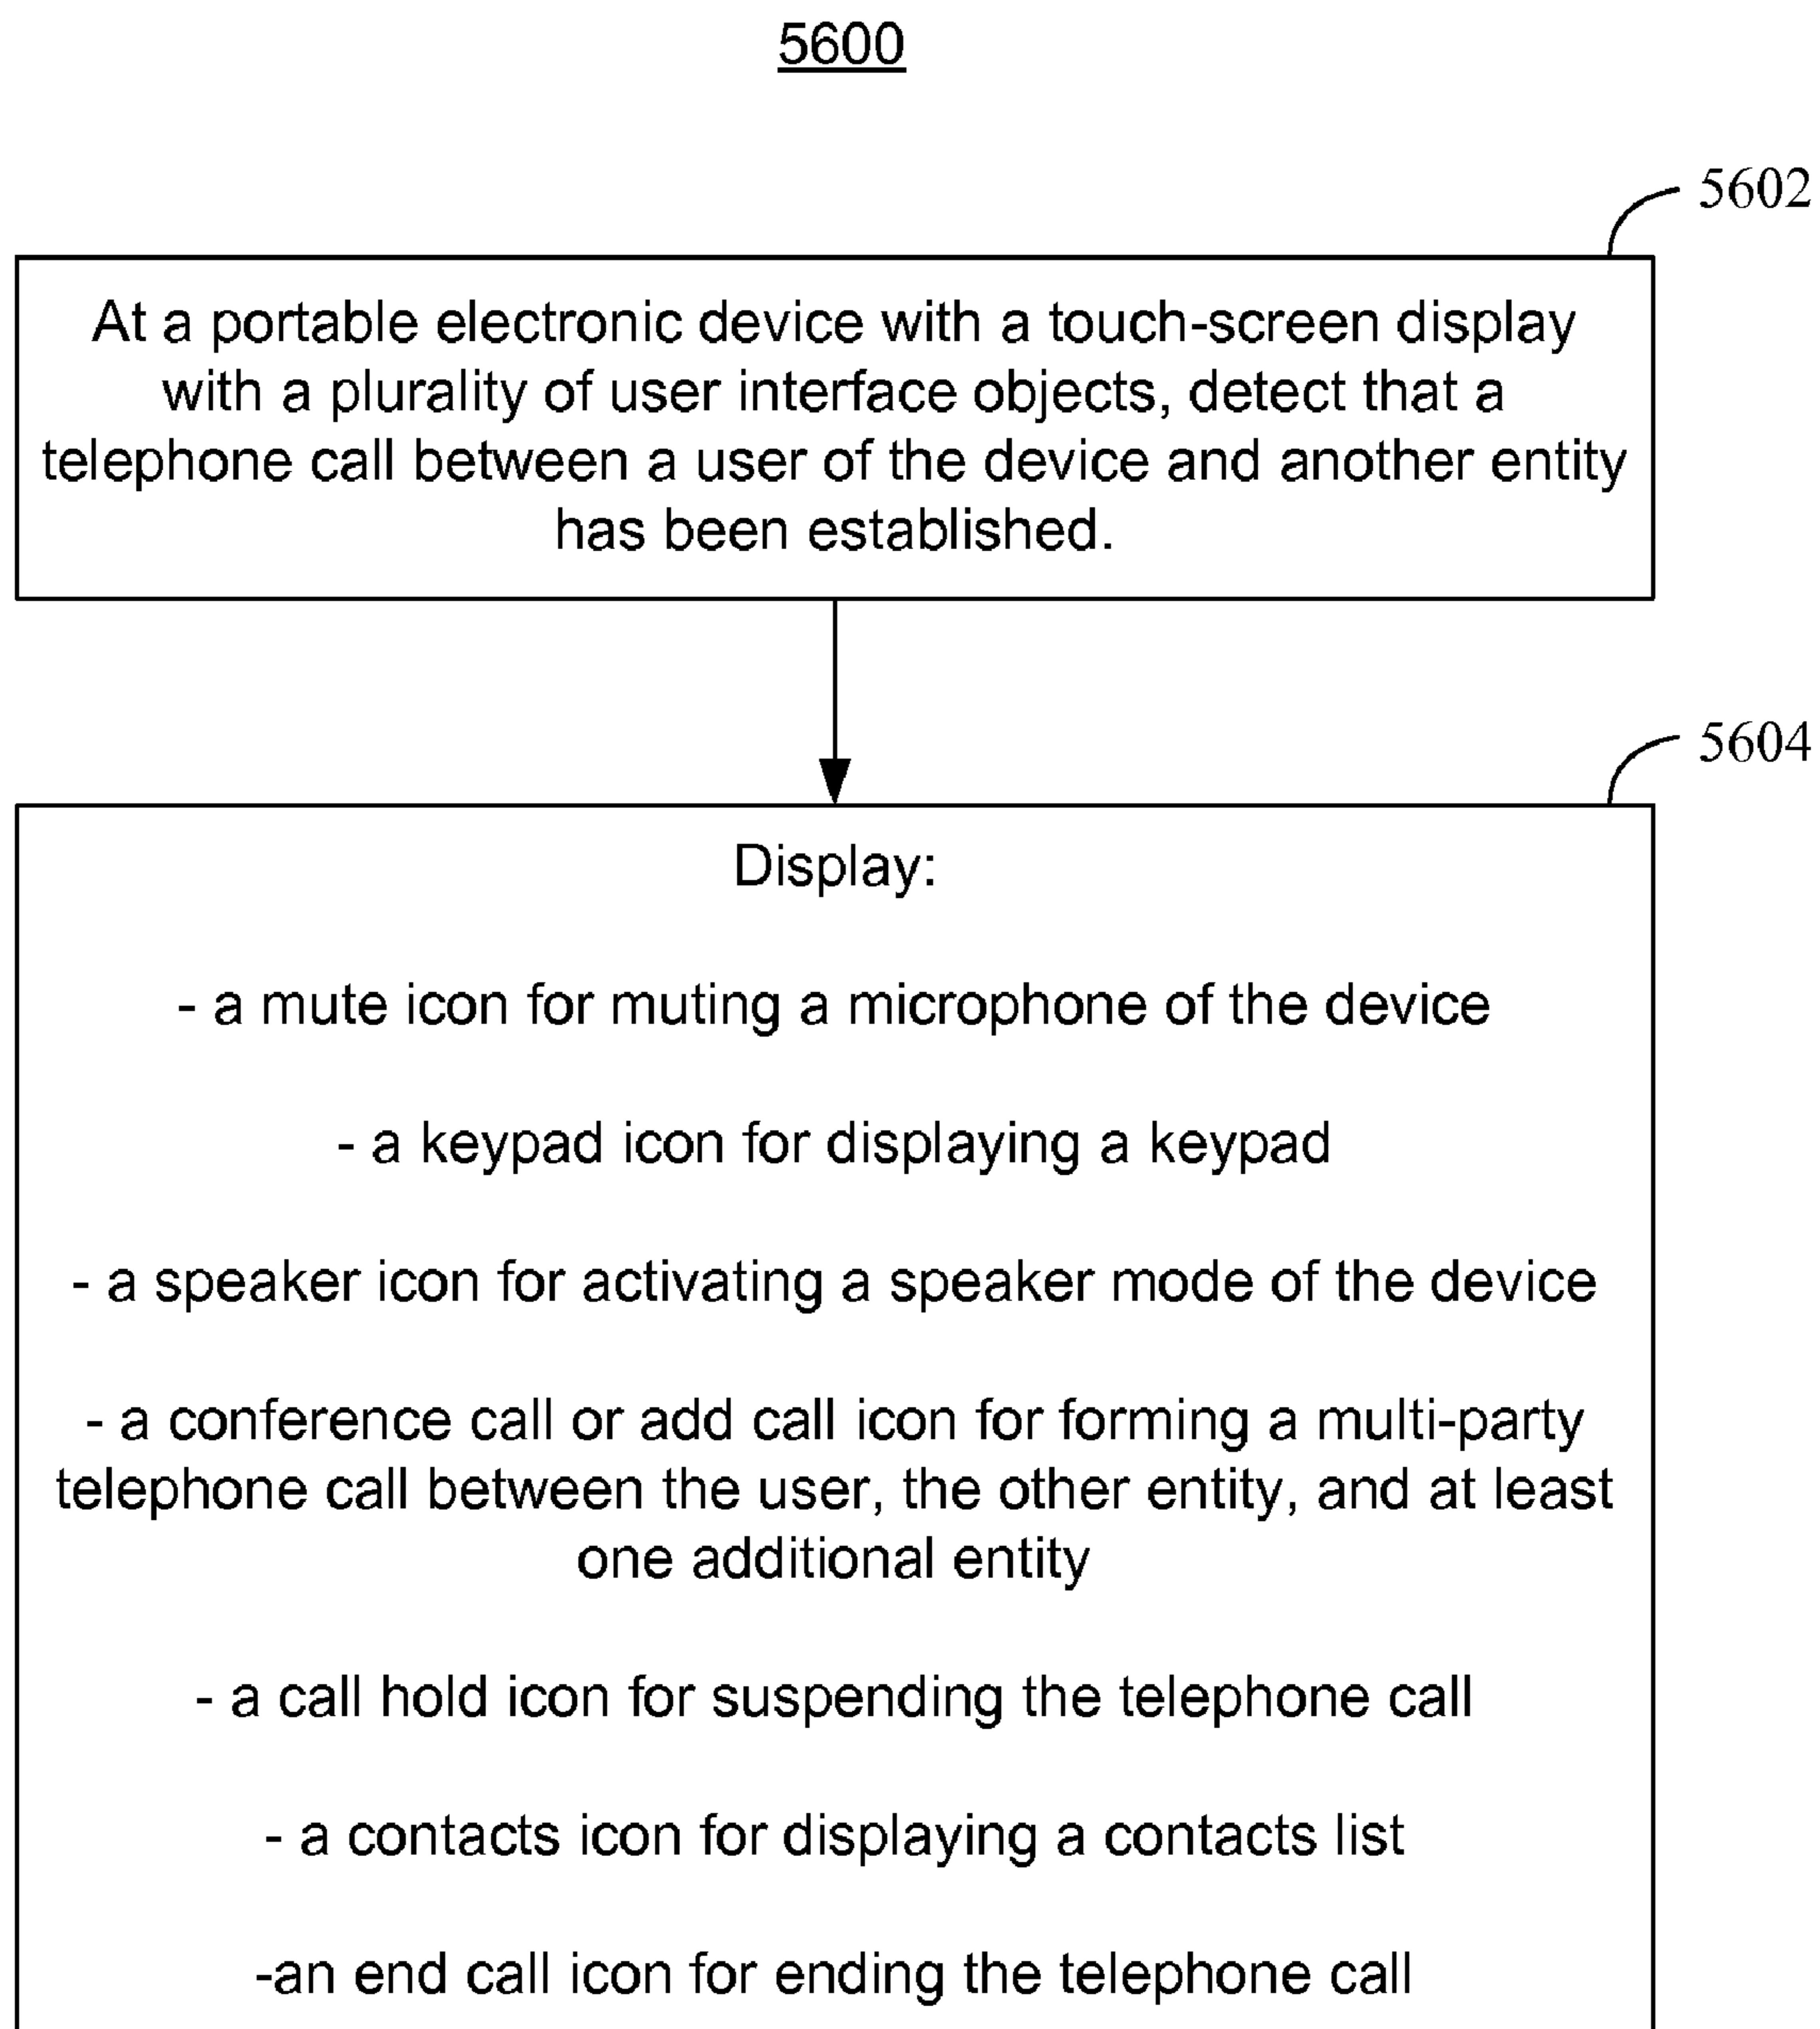 5600
5602
At a portable electronic device with a touch-screen display
with a plurality of user interface objects, detect that a
telephone call between a user of the device and another entity
has been established.
5604
Display:
- a mute icon for muting a microphone of the device
- a keypad icon for displaying a keypad
- a speaker icon for activating a speaker mode of the device
- a conference call or add call icon for forming a multi-party
telephone call between the user, the other entity, and at least
one additional entity
- a call hold icon for suspending the telephone call
- a contacts icon for displaying a contacts list
-an end call icon for ending the telephone call